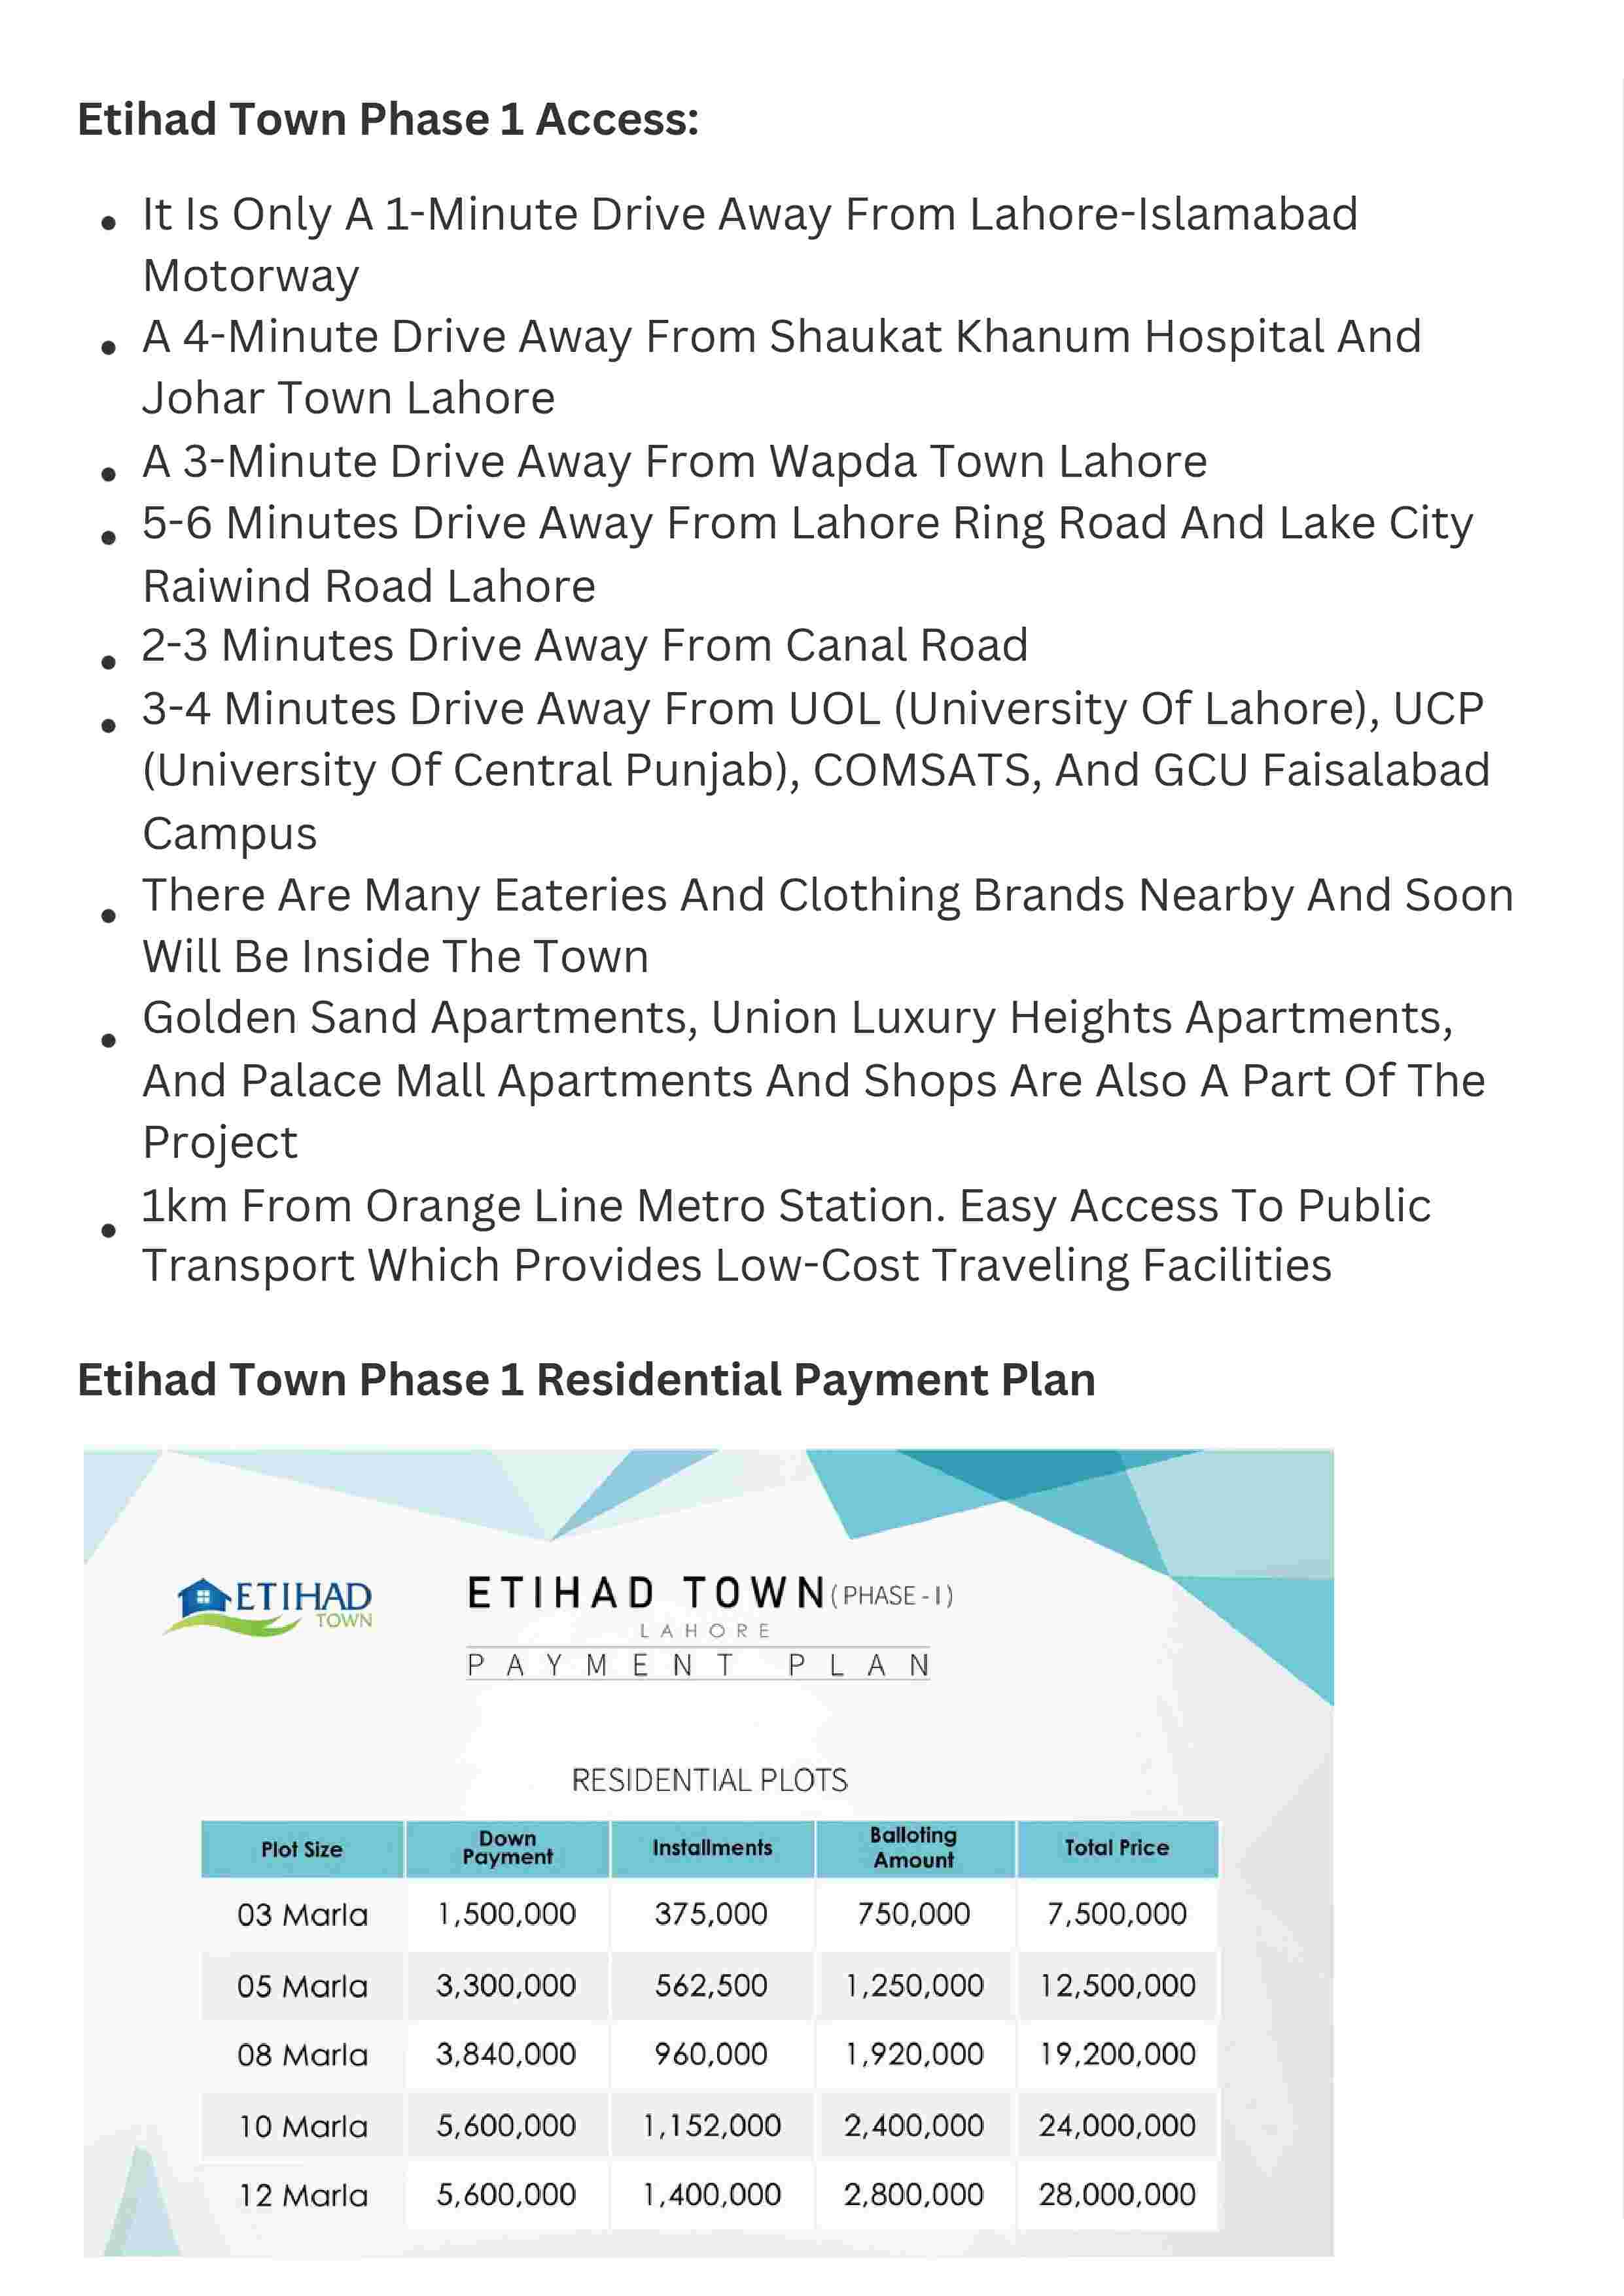 Etihad Town Phase 1 Access:
• It Is Only A 1-Minute Drive Away From Lahore-Islamabad
Motorway
• A 4-Minute Drive Away From Shaukat Khanum Hospital And
Johar Town Lahore
• A 3-Minute Drive Away From Wapda Town Lahore
• 5-6 Minutes Drive Away From Lahore Ring Road And Lake City
Raiwind Road Lahore
• 2-3 Minutes Drive Away From Canal Road
• 3-4 Minutes Drive Away From UOL (University Of Lahore), UCP
(University Of Central Punjab), COMSATS, And GCU Faisalabad
Campus
• There Are Many Eateries And Clothing Brands Nearby And Soon
Will Be Inside The Town
• Golden Sand Apartments, Union Luxury Heights Apartments,
And Palace Mall Apartments And Shops Are Also A Part Of The
Project
• 1km From Orange Line Metro Station. Easy Access To Public
Transport Which Provides Low-Cost Traveling Facilities
Etihad Town Phase 1 Residential Payment Plan
ETIHAD
TOWN
ETIHAD TOWN (PHASE-I)
LAHORE
PAYMENT PLAN
RESIDENTIAL PLOTS
Plot Size Down Payment Installments Balloting Amount Total Price
03 Marla 1,500,000 375,000 750,000 7,500,000
05 Marla 3,300,000 562,500 1,250,000 12,500,000
08 Marla 3,840,000 960,000 1,920,000 19,200,000
10 Marla 5,600,000 1,152,000 2,400,000 24,000,000
12 Marla 5,600,000 1,400,000 2,800,000 28,000,000